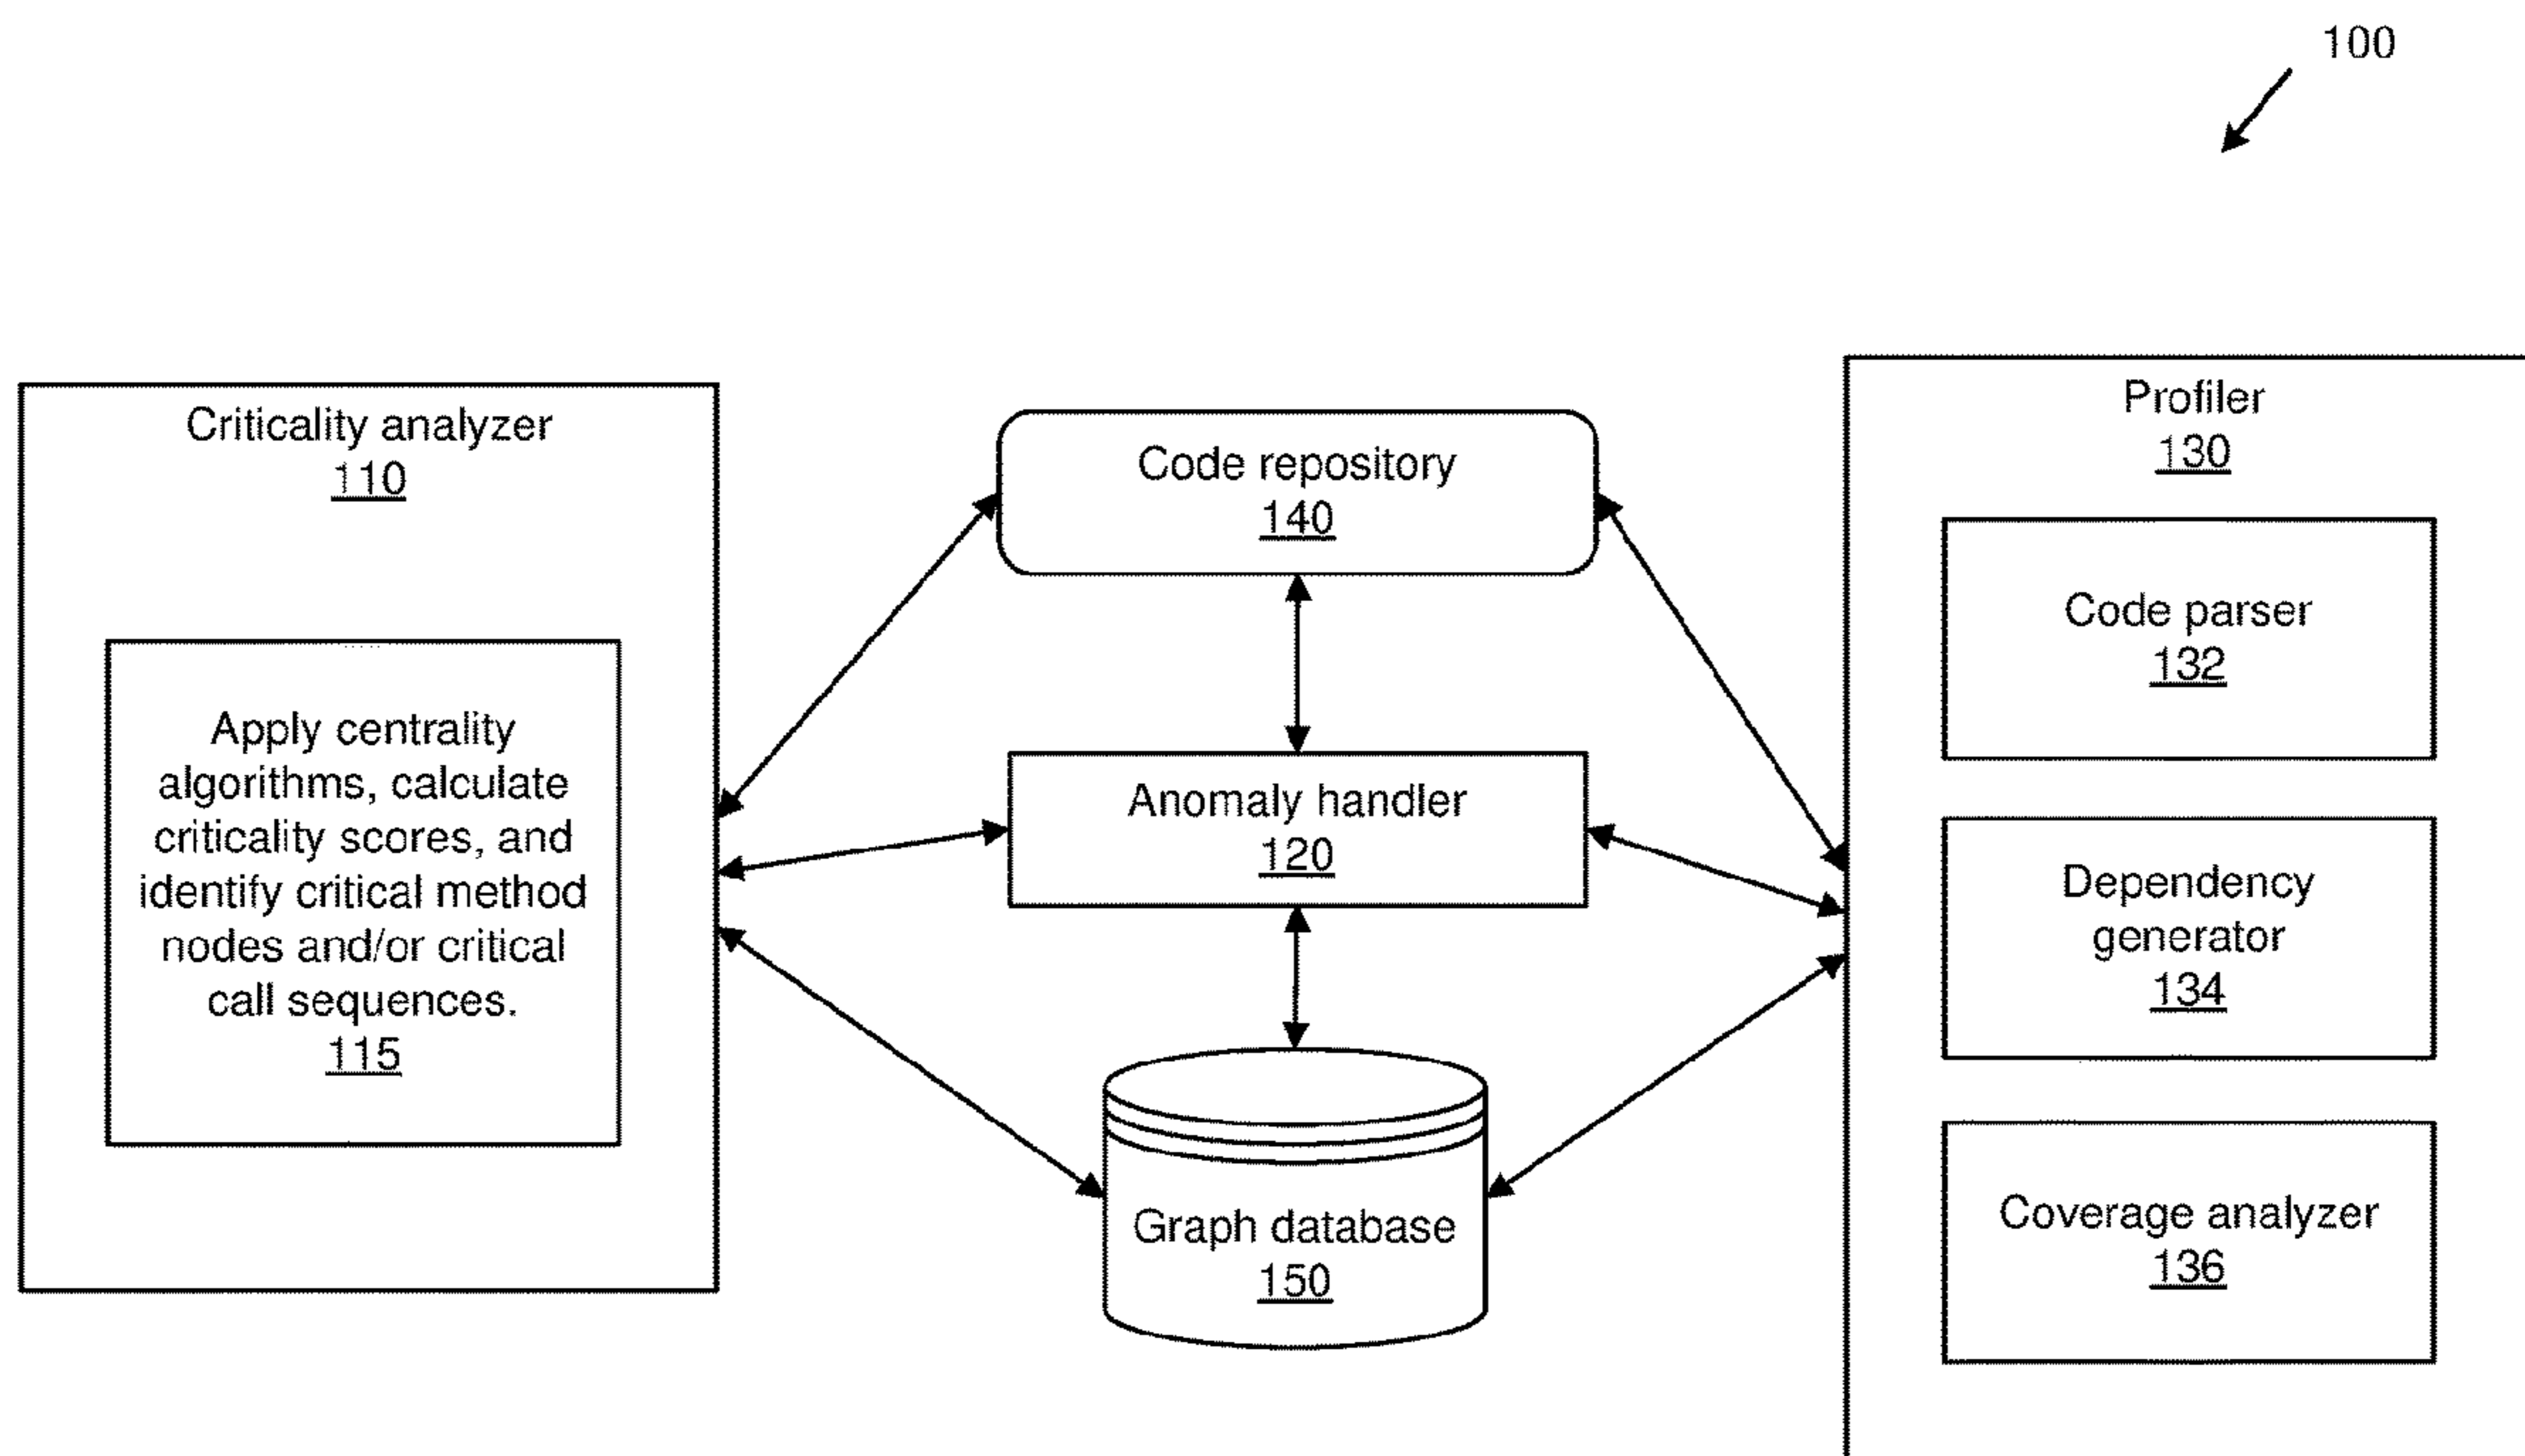 100
Criticality analyzer
110
Apply centrality
algorithms, calculate
criticality scores, and
identify critical method
nodes and/or critical
call sequences.
115
Code repository
140
Anomaly handler
120
Graph database
150
Profiler
130
Code parser
132
Dependency
generator
134
Coverage analyzer
136